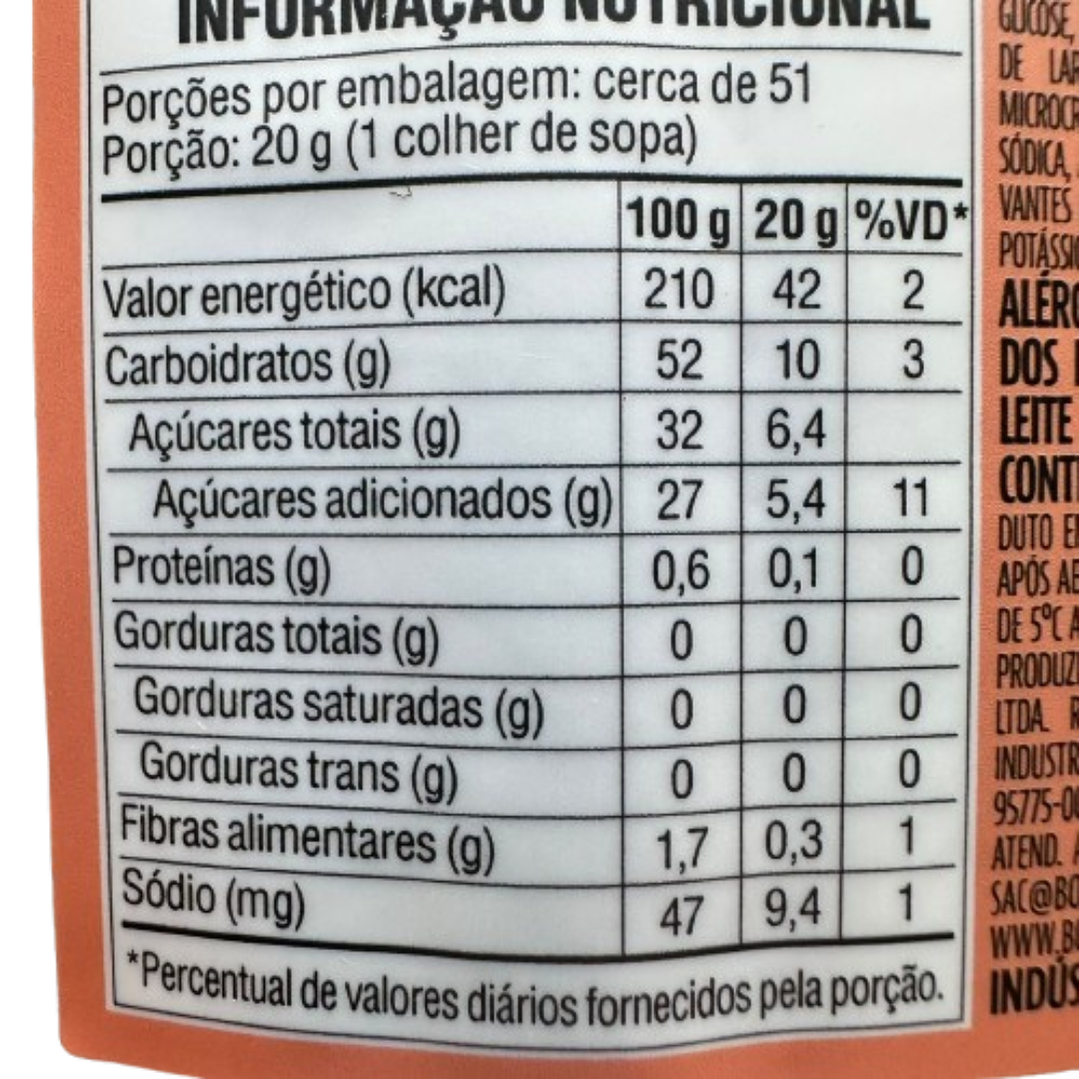 INFORMAÇÃO NUTRICIONAL
Porções por embalagem: cerca de 51
Porção: 20 g (1 colher de sopa)
100 g 20 g %VD*
Valor energético (kcal) 210 42 2
Carboidratos (g) 52 10 3
Açúcares totais (g) 32 6,4
Açúcares adicionados (g) 27 5,4 11
Proteínas (g) 0,6 0,1 0
Gorduras totais (g) 0 0 0
Gorduras saturadas (g) 0 0 0
Gorduras trans (g) 0 0 0
Fibras alimentares (g) 1,7 0,3 1
Sódio (mg) 47 9,4 1
*Percentual de valores diários fornecidos pela porção.
GLICOSE,
DE
SÓDICA,
VANTES
DOS
LEITE
DUTO
APÓS
DE 5°C A
LTDA.
ATEND.